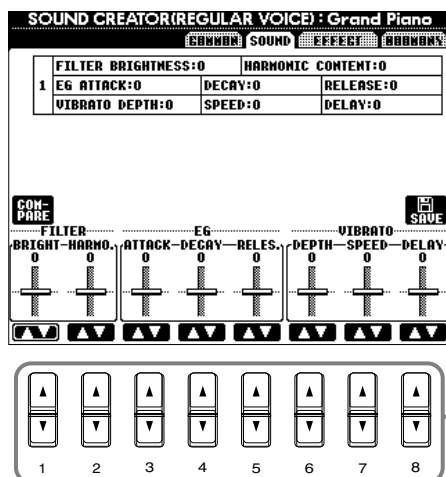 SOUND CREATOR(REGULAR VOICE) : Grand Piano
COMMON SOUND EFFECT HARMONY
FILTER BRIGHTNESS:0 HARMONIC CONTENT:0
1 EG ATTACK:0 DECAY:0 RELEASE:0
VIBRATO DEPTH:0 SPEED:0 DELAY:0
COM-
PARE
SAVE
FILTER EG VIBRATO
BRIGHT-HARMO. ATTACK-DECAY-RELES. DEPTH-SPEED-DELAY
0 0 0 0 0 0 0 0
1 2 3 4 5 6 7 8